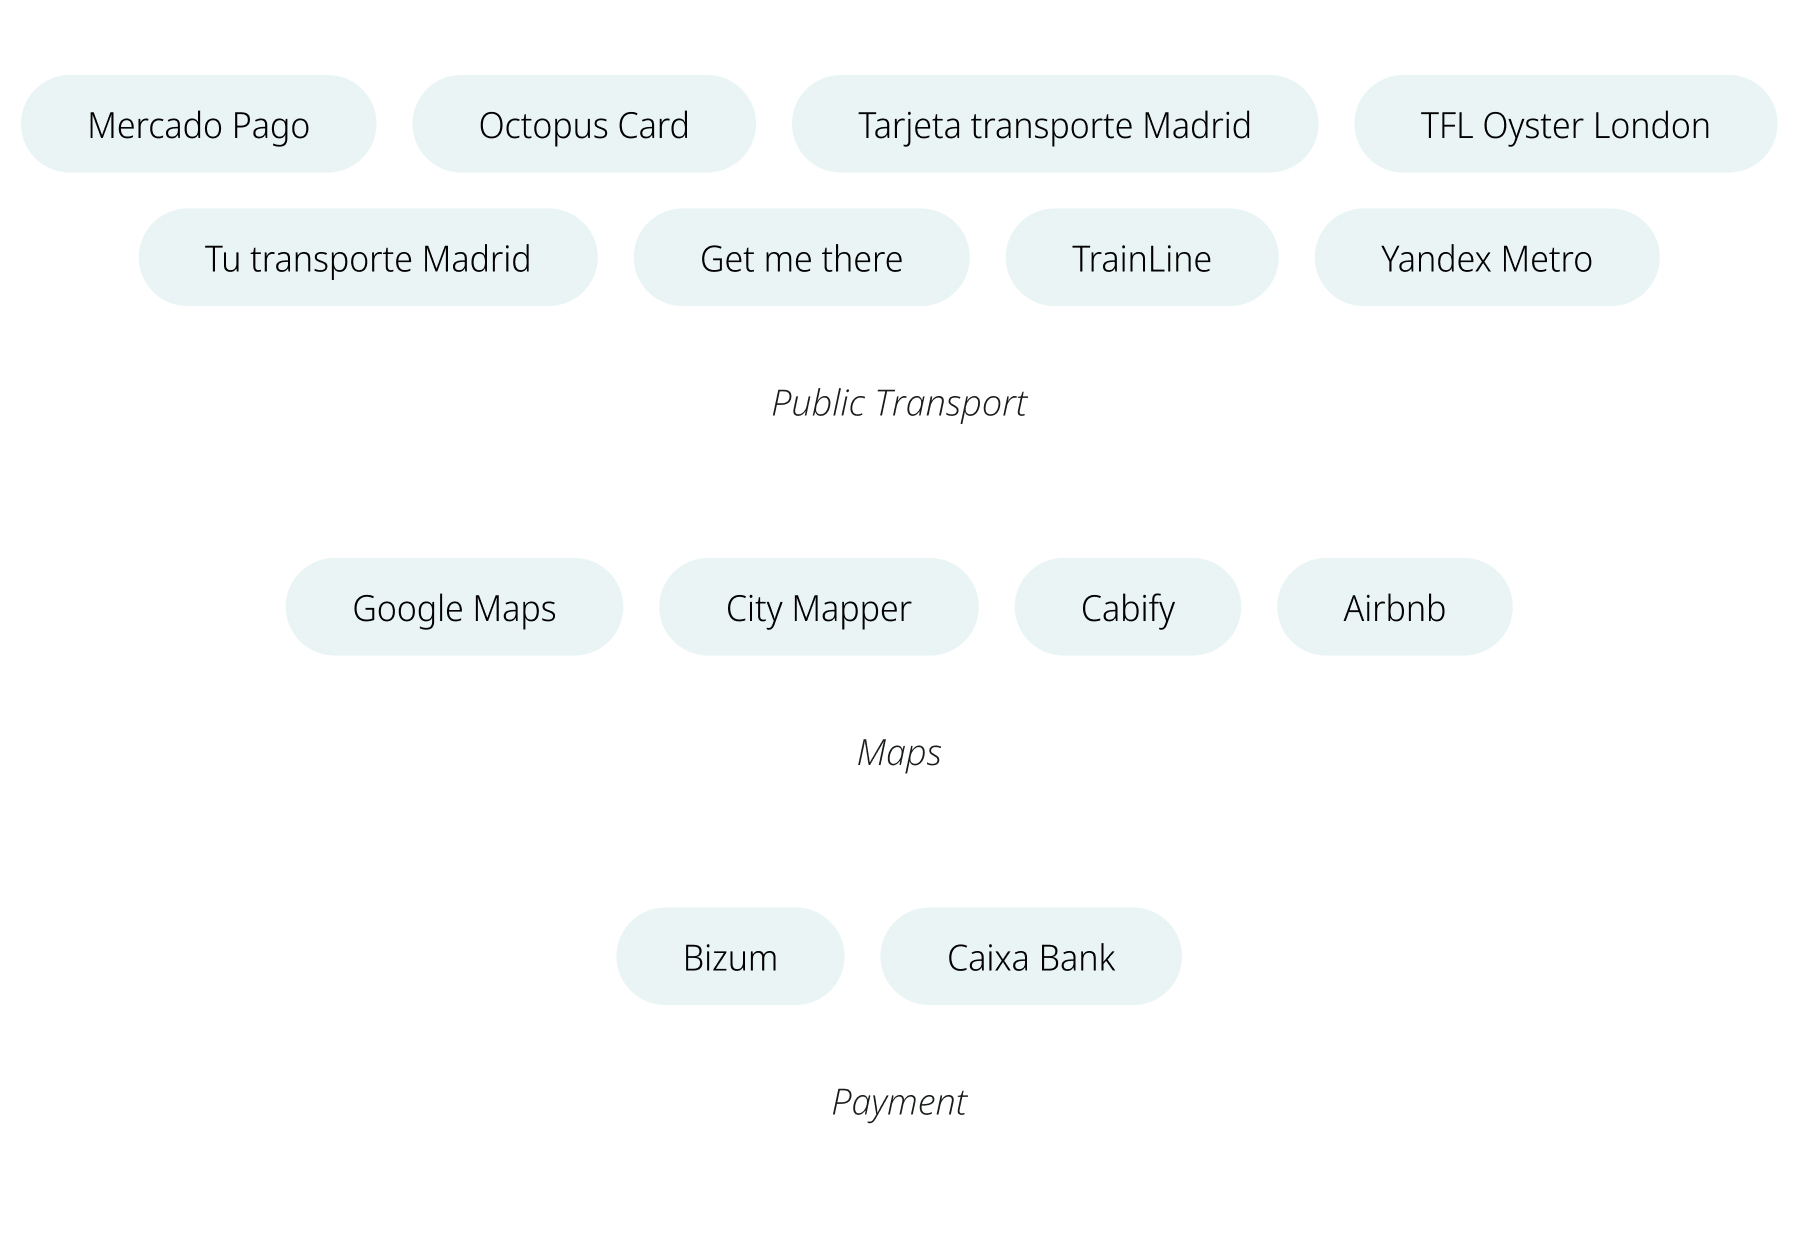 Mercado Pago Octopus Card Tarjeta transporte Madrid TFL Oyster London
Tu transporte Madrid Get me there TrainLine Yandex Metro
Public Transport
Google Maps City Mapper Cabify Airbnb
Maps
Bizum Caixa Bank
Payment